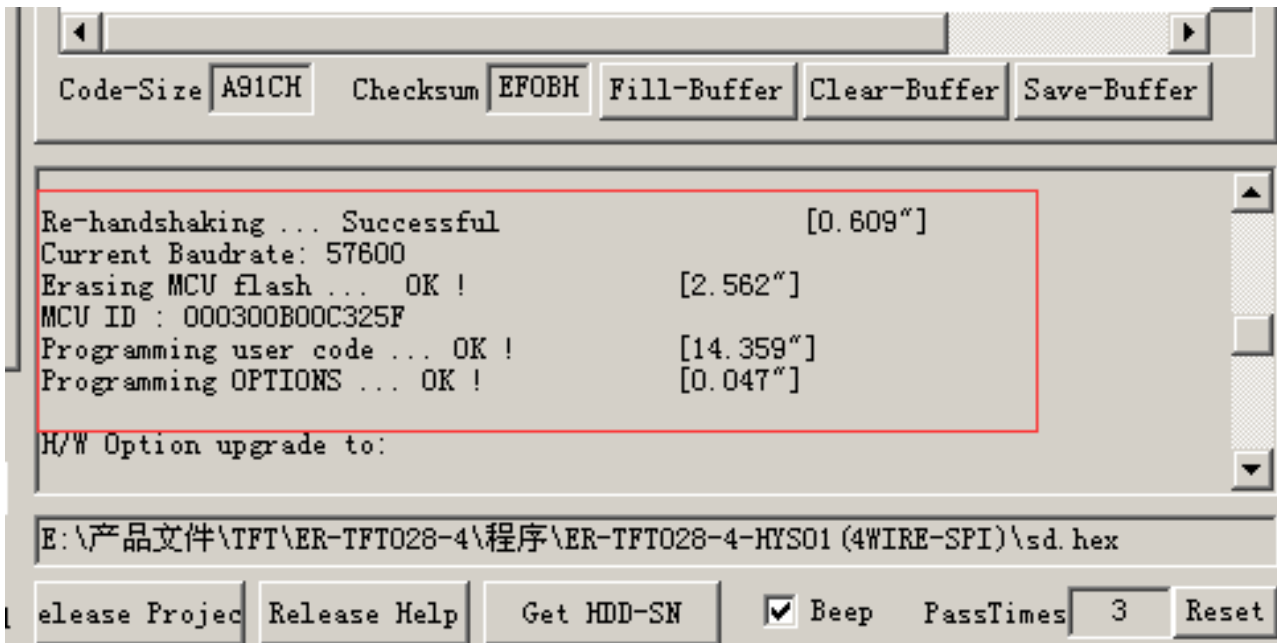 Code-Size A91CH Checksum EF0BH Fill-Buffer Clear-Buffer Save-Buffer
Re-handshaking ... Successful [0.609"]
Current Baudrate: 57600
Erasing MCU flash ... OK ! [2.562"]
MCU ID : 000300B00C325F
Programming user code ... OK ! [14.359"]
Programming OPTIONS ... OK ! [0.047"]
H/W Option upgrade to:
E:\产品文件\TFT\ER-TFT028-4\程序\ER-TFT028-4-HYS01(4WIRE-SPI)\sd.hex
elease Projec Release Help Get HDD-SN Beep PassTimes 3 Reset